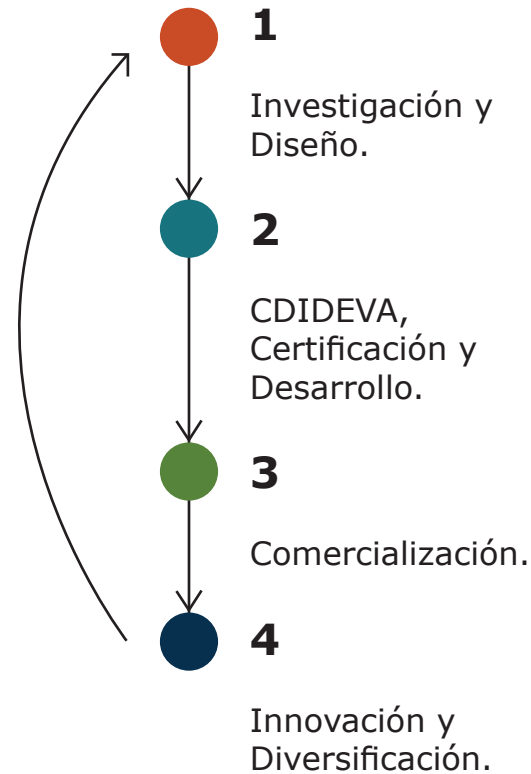 1
Investigación y
Diseño.
2
CDIDEVA,
Certificación y
Desarrollo.
3
Comercialización.
4
Innovación y
Diversificación.